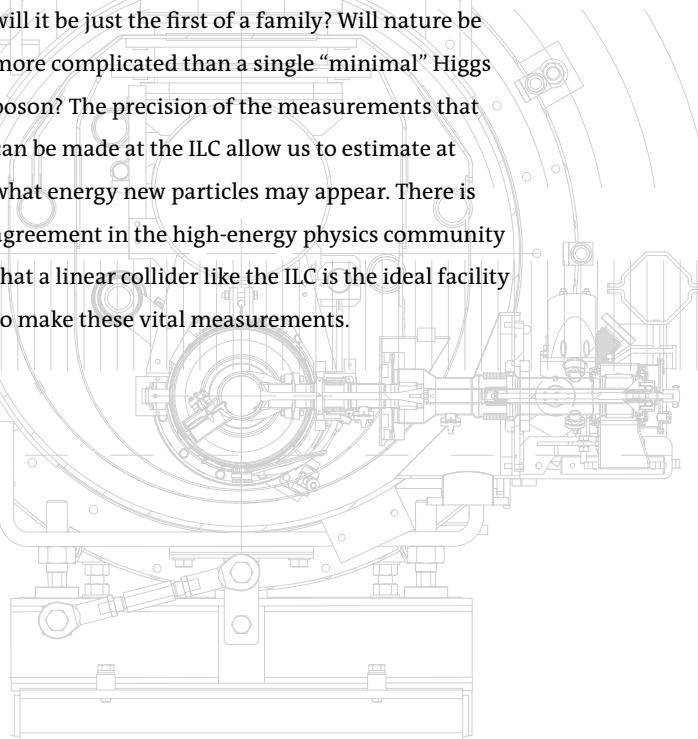 will it be just the first of a family? Will nature be
more complicated than a single “minimal” Higgs
boson? The precision of the measurements that
can be made at the ILC allow us to estimate at
what energy new particles may appear. There is
agreement in the high-energy physics community
that a linear collider like the ILC is the ideal facility
to make these vital measurements.